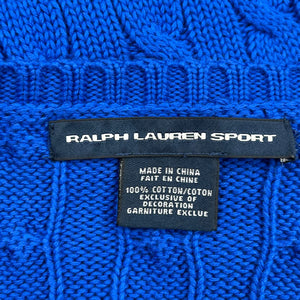 RALPH LAUREN SPORT
MADE IN CHINA
FAIT EN CHINE
100% COTTON/COTON
EXCLUSIVE OF
DECORATION
GARNITURE EXCLUE